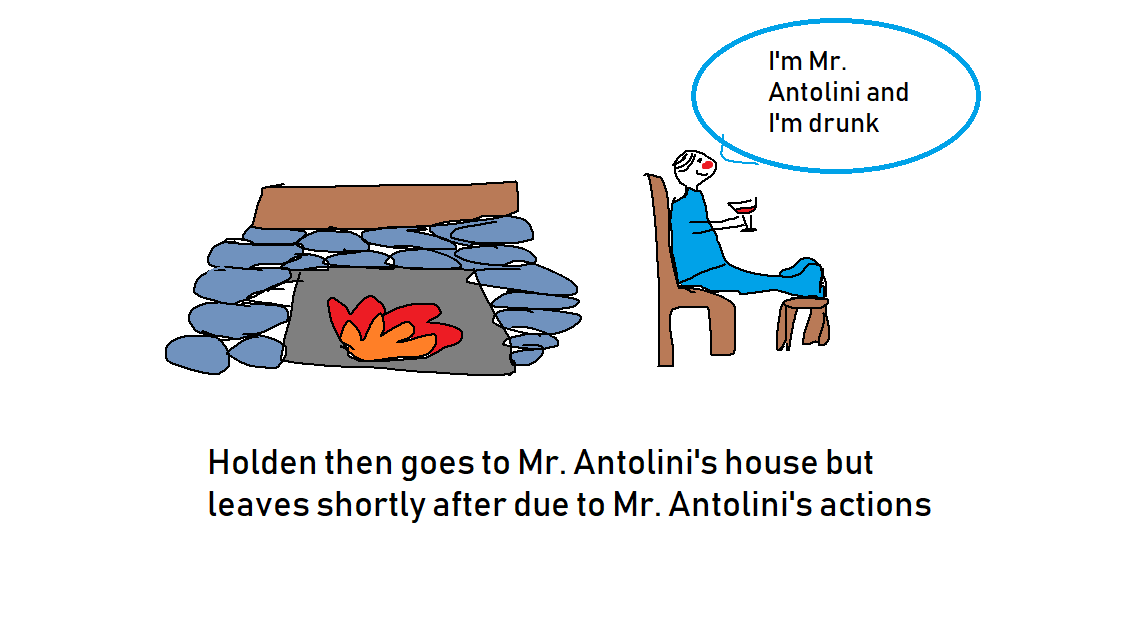 I'm Mr.
Antolini and
I'm drunk
Holden then goes to Mr. Antolini's house but
leaves shortly after due to Mr. Antolini's actions